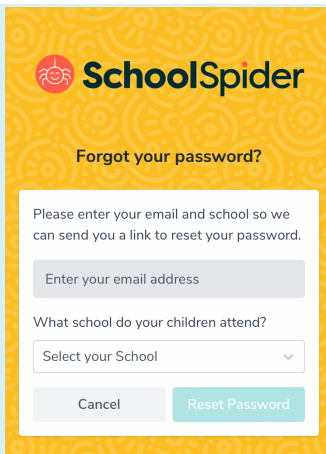 SchoolSpider
Forgot your password?
Please enter your email and school so we
can send you a link to reset your password.
Enter your email address
What school do your children attend?
Select your School
Cancel
Reset Password